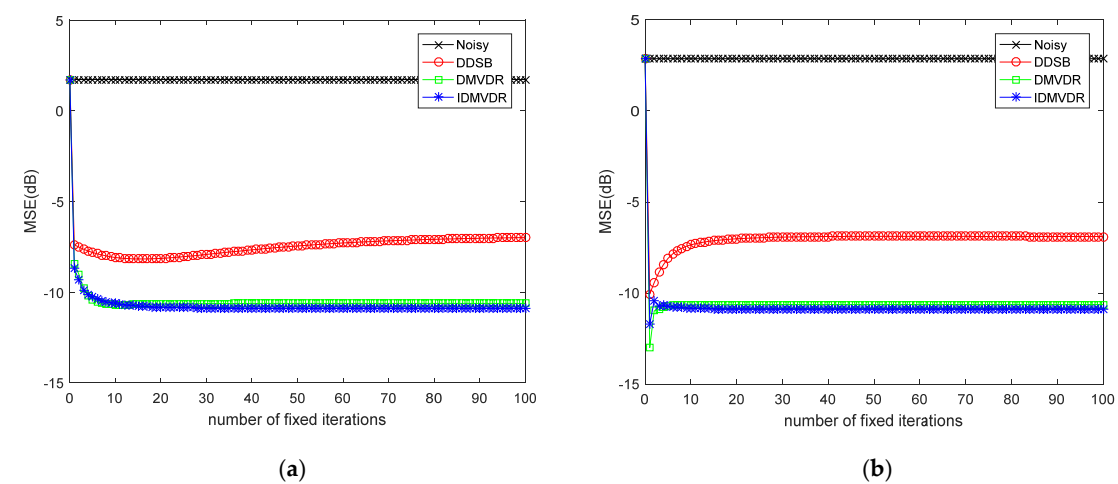 5
0
-5
-10
-15
MSE(dB)
0 10 20 30 40 50 60 70 80 90 100
number of fixed iterations
Noisy
DDSB
DMVDR
IDMVDR
(a)
5
0
-5
-10
-15
MSE(dB)
0 10 20 30 40 50 60 70 80 90 100
number of fixed iterations
Noisy
DDSB
DMVDR
IDMVDR
(b)